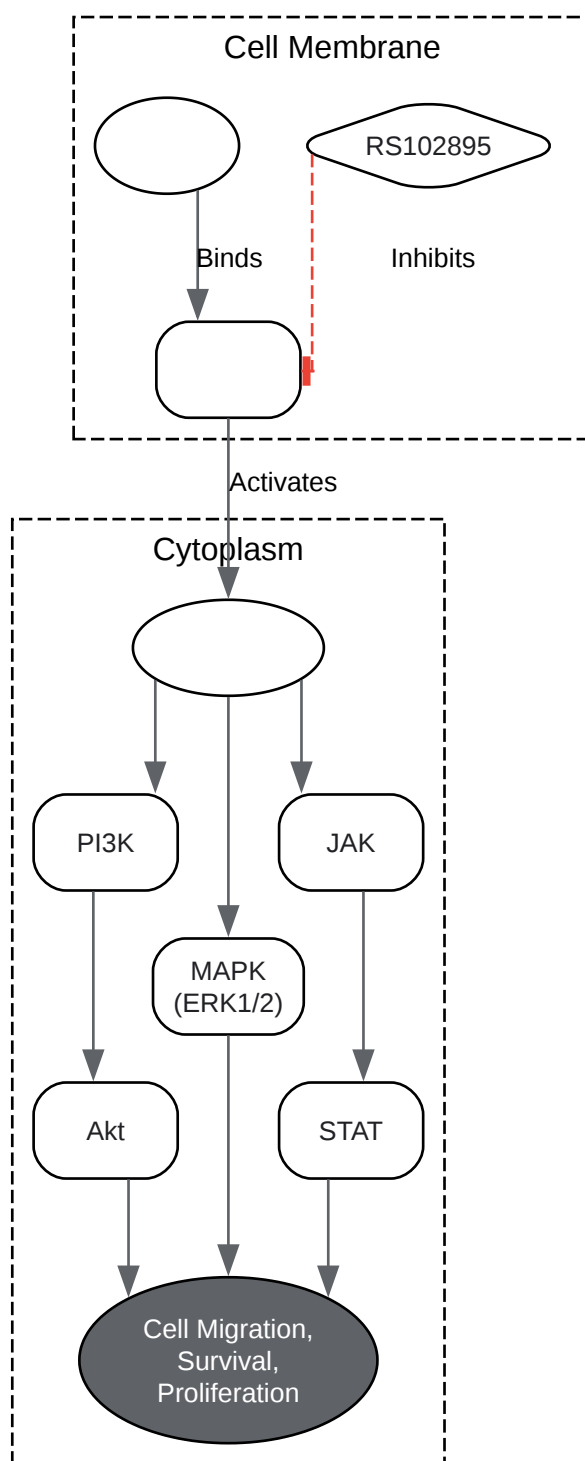 Cell Membrane
RS102895
Binds
Inhibits
Activates
Cytoplasm
PI3K
JAK
MAPK
(ERK1/2)
Akt
STAT
Cell Migration,
Survival,
Proliferation